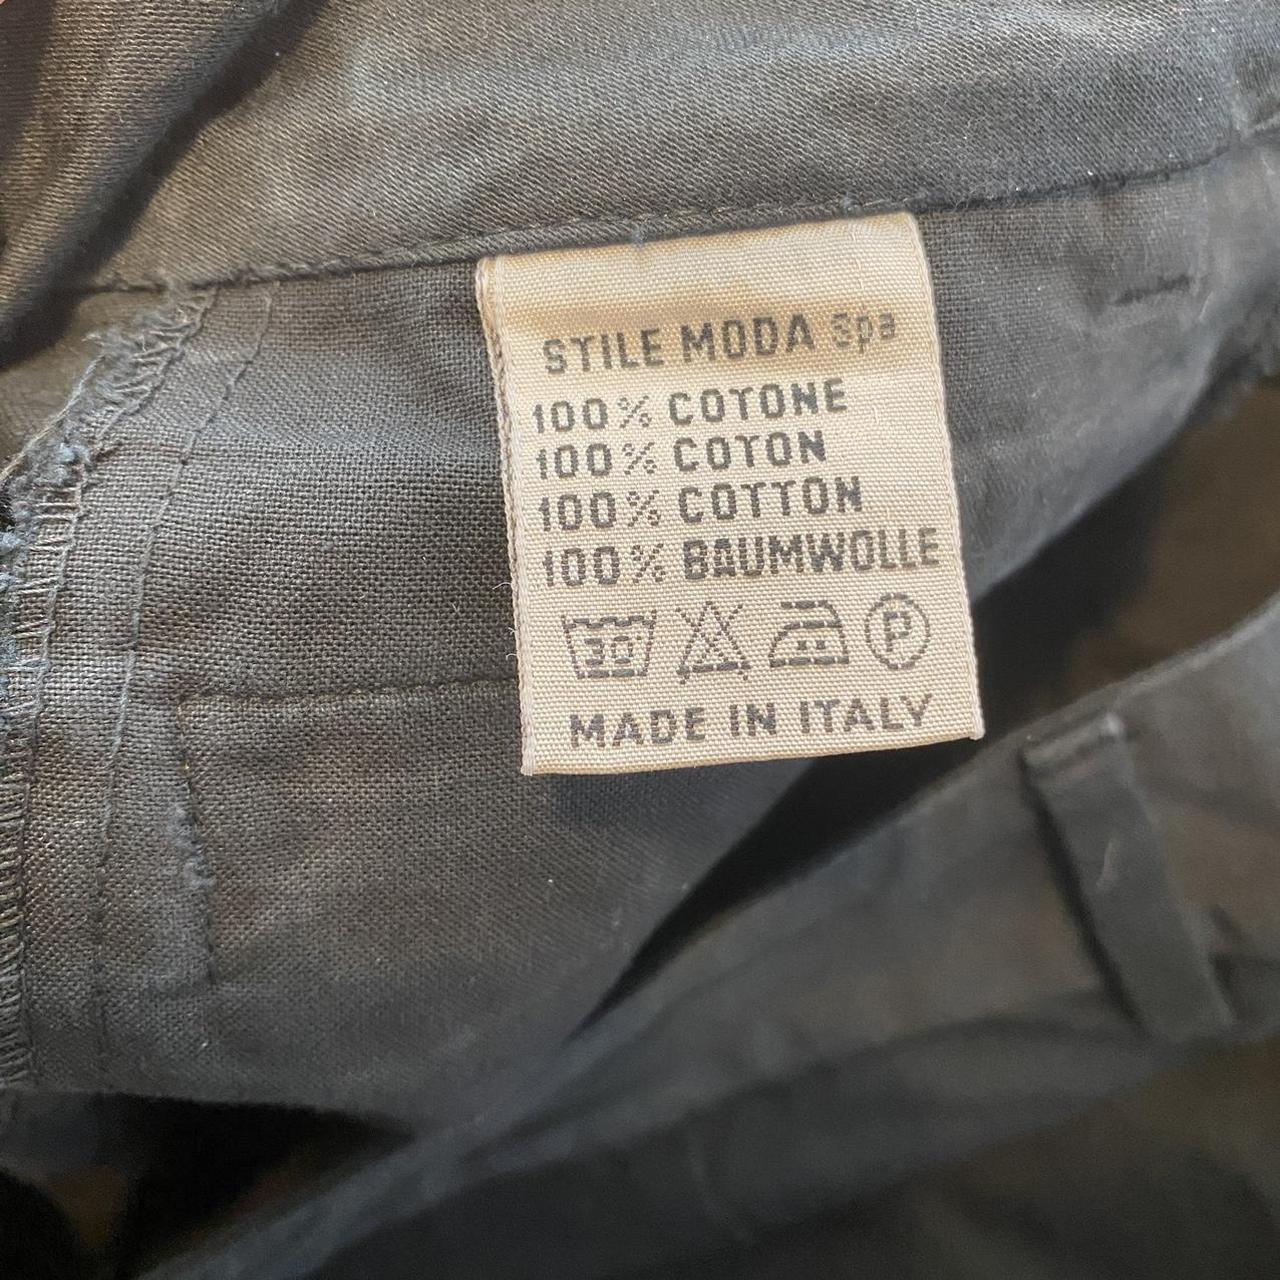 STILE MODA Spa
100% COTONE
100% COTON
100% COTTON
100% BAUMWOLLE
30° P
MADE IN ITALY